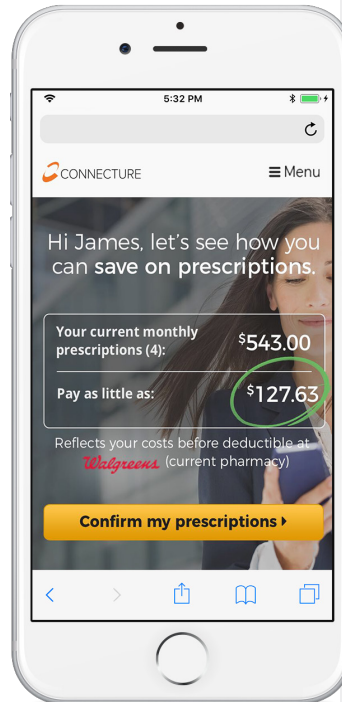 5:32 PM
CONNECTURE
Menu
Hi James, let's see how you
can save on prescriptions.
Your current monthly
prescriptions (4):
$543.00
Pay as little as:
$127.63
Reflects your costs before deductible at
Walgreens (current pharmacy)
Confirm my prescriptions